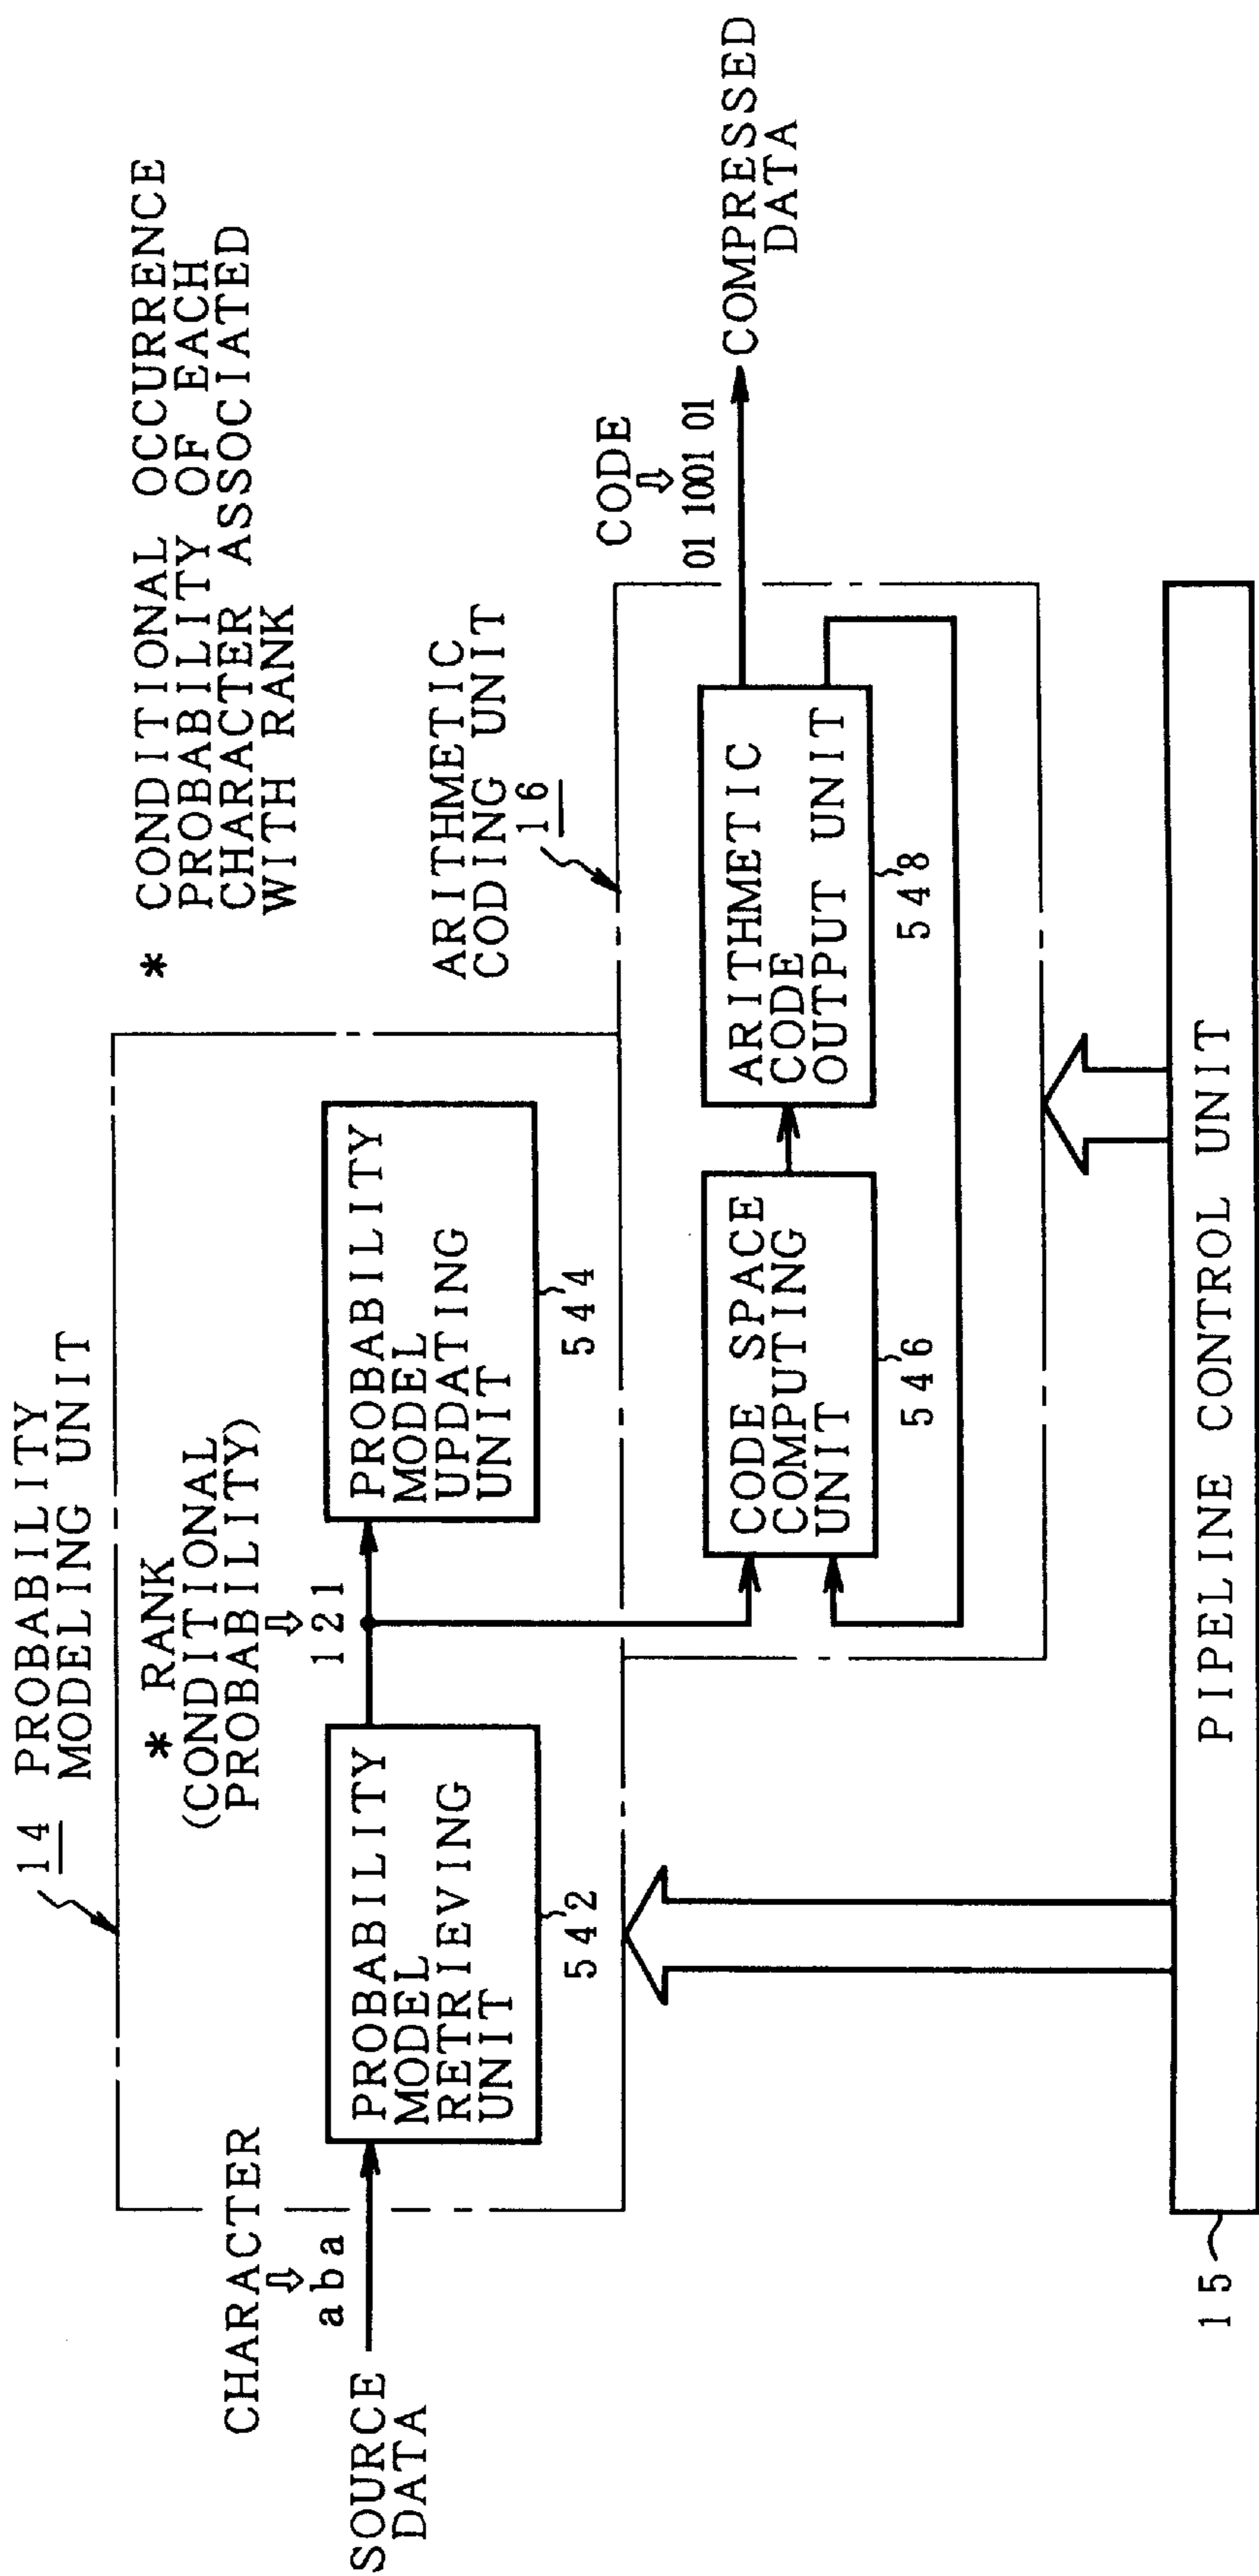 14 PROBABILITY
MODELING UNIT
* RANK
(CONDITIONAL
PROBABILITY)
⇩
121
* CONDITIONAL OCCURRENCE
PROBABILITY OF EACH
CHARACTER ASSOCIATED
WITH RANK
CHARACTER
⇩
aba
SOURCE
DATA
PROBABILITY
MODEL
RETRIEVING
UNIT
542
PROBABILITY
MODEL
UPDATING
UNIT
544
ARITHMETIC
CODING UNIT
16
CODE SPACE
COMPUTING
UNIT
546
ARITHMETIC
CODE
OUTPUT UNIT
548
CODE
⇩
01 1001 01
COMPRESSED
DATA
15
PIPELINE CONTROL UNIT